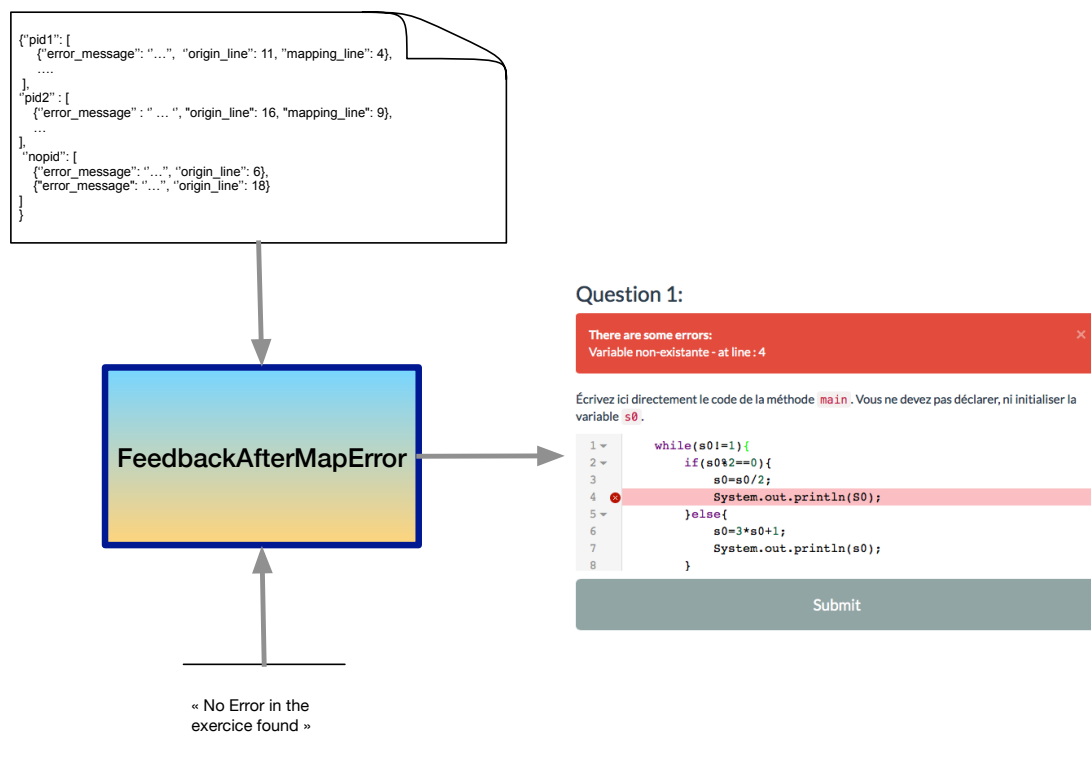 {‘’pid1’’: [
{‘’error_message’’: ‘’…’’, ‘’origin_line’’: 11, ’’mapping_line’’: 4},
….
],
‘’pid2’’ : [
{‘’error_message’’ : ‘’ … ‘’, "origin_line": 16, "mapping_line": 9},
…
],
‘’nopid’’: [
{‘’error_message’’: ‘’…’’, ‘’origin_line’’: 6},
{"error_message": ‘’…’’, ‘’origin_line’’: 18}
]
}
Question 1:
There are some errors: ×
Variable non-existante - at line : 4
Écrivez ici directement le code de la méthode main . Vous ne devez pas déclarer, ni initialiser la
variable s0 .
1 while(s0!=1){
2 if(s0%2==0){
3 s0=s0/2;
4 System.out.println(S0);
5 }else{
6 s0=3*s0+1;
7 System.out.println(s0);
8 }
Submit
FeedbackAfterMapError
« No Error in the
exercice found »